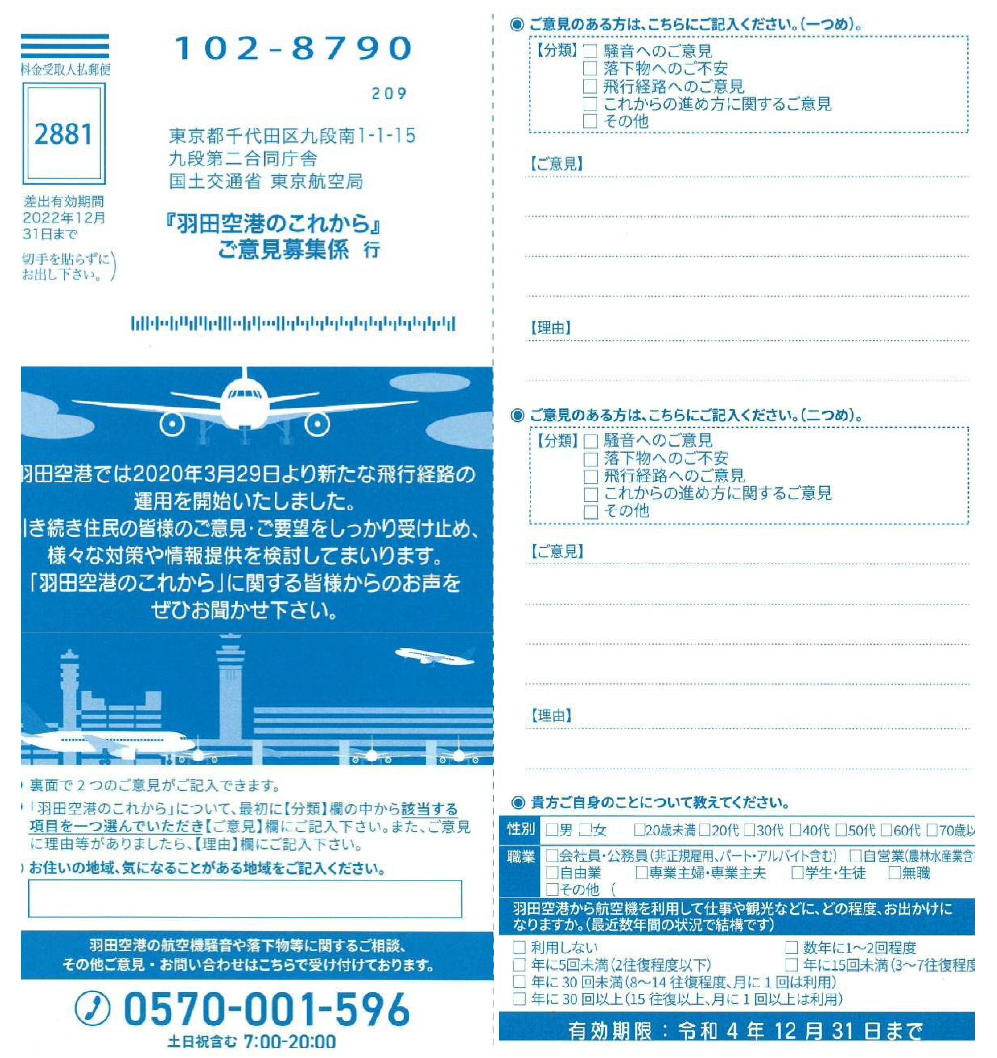 料金受取人払郵便
102-8790
209
2881
東京都千代田区九段南1-1-15
九段第二合同庁舎
国土交通省 東京航空局
差出有効期間
2022年12月
31日まで
『羽田空港のこれから』
ご意見募集係 行
切手を貼らずに
お出し下さい。
羽田空港では2020年3月29日より新たな飛行経路の
運用を開始いたしました。
引き続き住民の皆様のご意見・ご要望をしっかり受け止め、
様々な対策や情報提供を検討してまいります。
「羽田空港のこれから」に関する皆様からのお声を
ぜひお聞かせ下さい。
裏面で2つのご意見がご記入できます。
「羽田空港のこれから」について、最初に【分類】欄の中から該当する
項目を一つ選んでいただき【ご意見】欄にご記入下さい。また、ご意見
に理由等がありましたら、【理由】欄にご記入下さい。
お住いの地域、気になることがある地域をご記入ください。
羽田空港の航空機騒音や落下物等に関するご相談、
その他ご意見・お問い合わせはこちらで受け付けております。
0570-001-596
土日祝含む 7:00-20:00
◉ ご意見のある方は、こちらにご記入ください。(一つめ)。
【分類】□ 騒音へのご意見
□ 落下物へのご不安
□ 飛行経路へのご意見
□ これからの進め方に関するご意見
□ その他
【ご意見】
【理由】
◉ ご意見のある方は、こちらにご記入ください。(二つめ)。
【分類】□ 騒音へのご意見
□ 落下物へのご不安
□ 飛行経路へのご意見
□ これからの進め方に関するご意見
□ その他
【ご意見】
【理由】
◉ 貴方ご自身のことについて教えてください。
性別 □男 □女 □20歳未満 □20代 □30代 □40代 □50代 □60代 □70歳以
職業 □会社員・公務員(非正規雇用、パート・アルバイト含む) □自営業(農林水産業含
□自由業 □専業主婦・専業主夫 □学生・生徒 □無職
□その他 (
羽田空港から航空機を利用して仕事や観光などに、どの程度、お出かけに
なりますか。(最近数年間の状況で結構です)
□ 利用しない □ 数年に1~2回程度
□ 年に5回未満(2往復程度以下) □ 年に15回未満(3~7往復程度
□ 年に 30 回未満(8~14 往復程度、月に 1 回は利用)
□ 年に 30 回以上(15 往復以上、月に 1 回以上は利用)
有効期限：令和 4 年 12 月 31 日まで